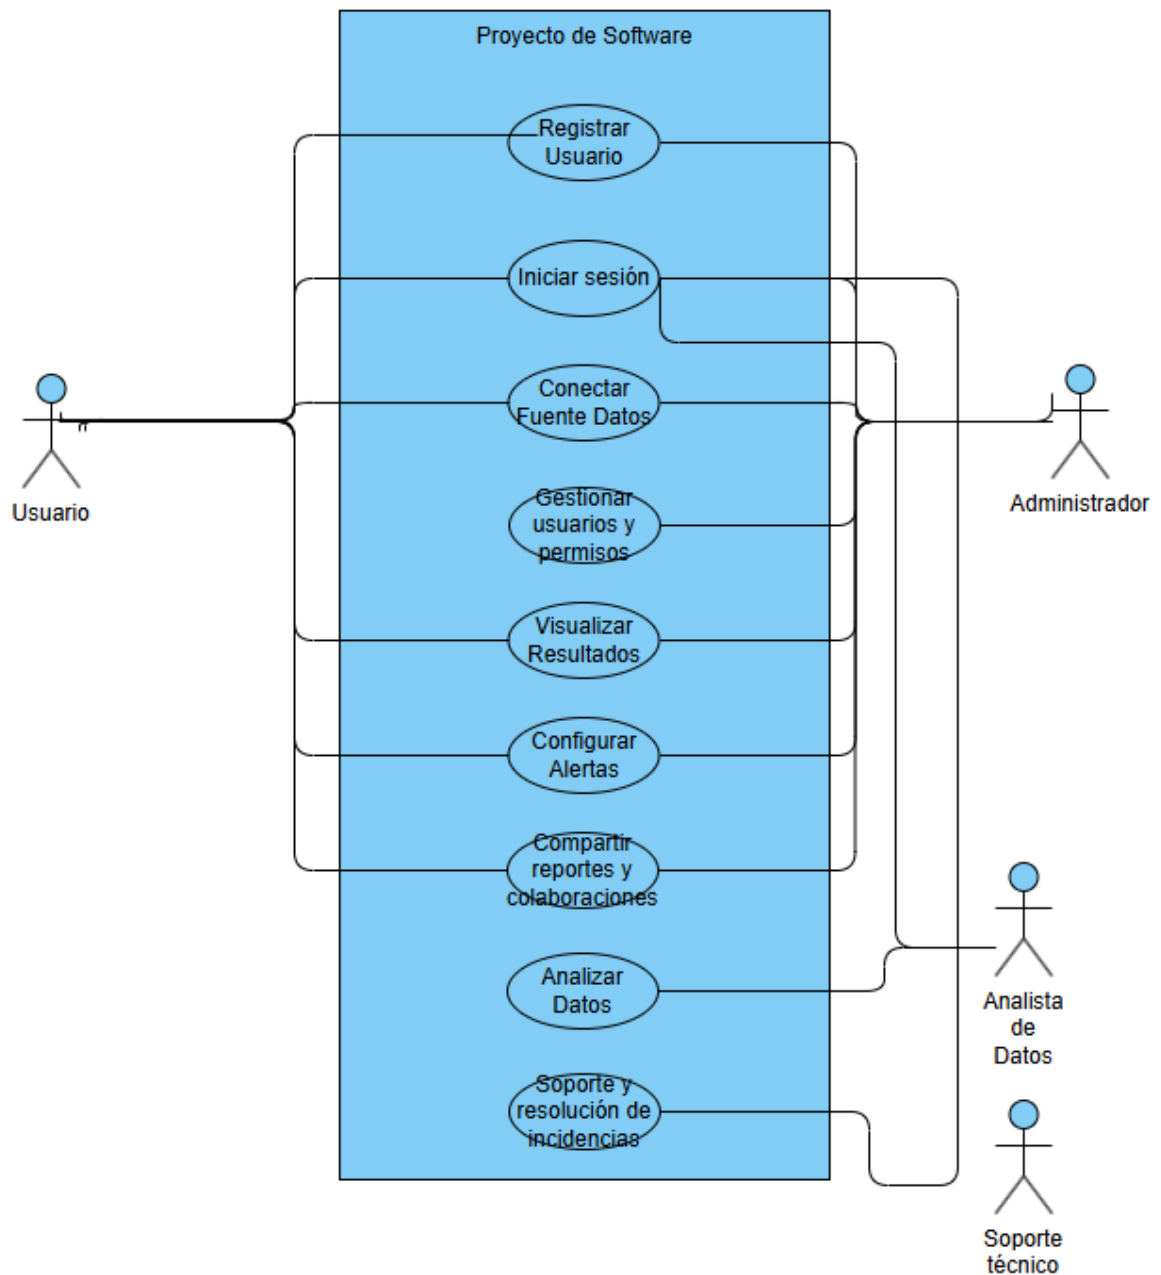 Proyecto de Software
Registrar
Usuario
Iniciar sesión
Conectar
Fuente Datos
Gestionar
usuarios y
permisos
Visualizar
Resultados
Configurar
Alertas
Compartir
reportes y
colaboraciones
Analizar
Datos
Soporte y
resolución de
incidencias
Usuario
Administrador
Analista
de
Datos
Soporte
técnico